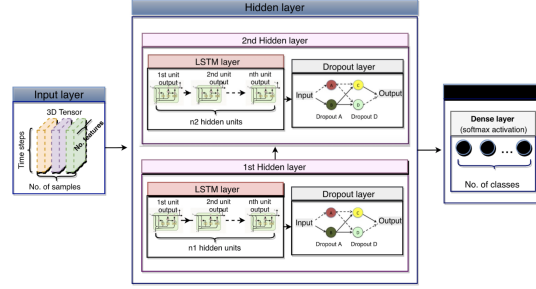 Hidden layer
2nd Hidden layer
LSTM layer
1st unit output
2nd unit output
nth unit output
n2 hidden units
Dropout layer
Input
Output
Dropout A
Dropout D
Input layer
3D Tensor
Time steps
No. features
No. of samples
Dense layer
(softmax activation)
...
No. of classes
1st Hidden layer
LSTM layer
1st unit output
2nd unit output
nth unit output
n1 hidden units
Dropout layer
Input
Output
Dropout A
Dropout D